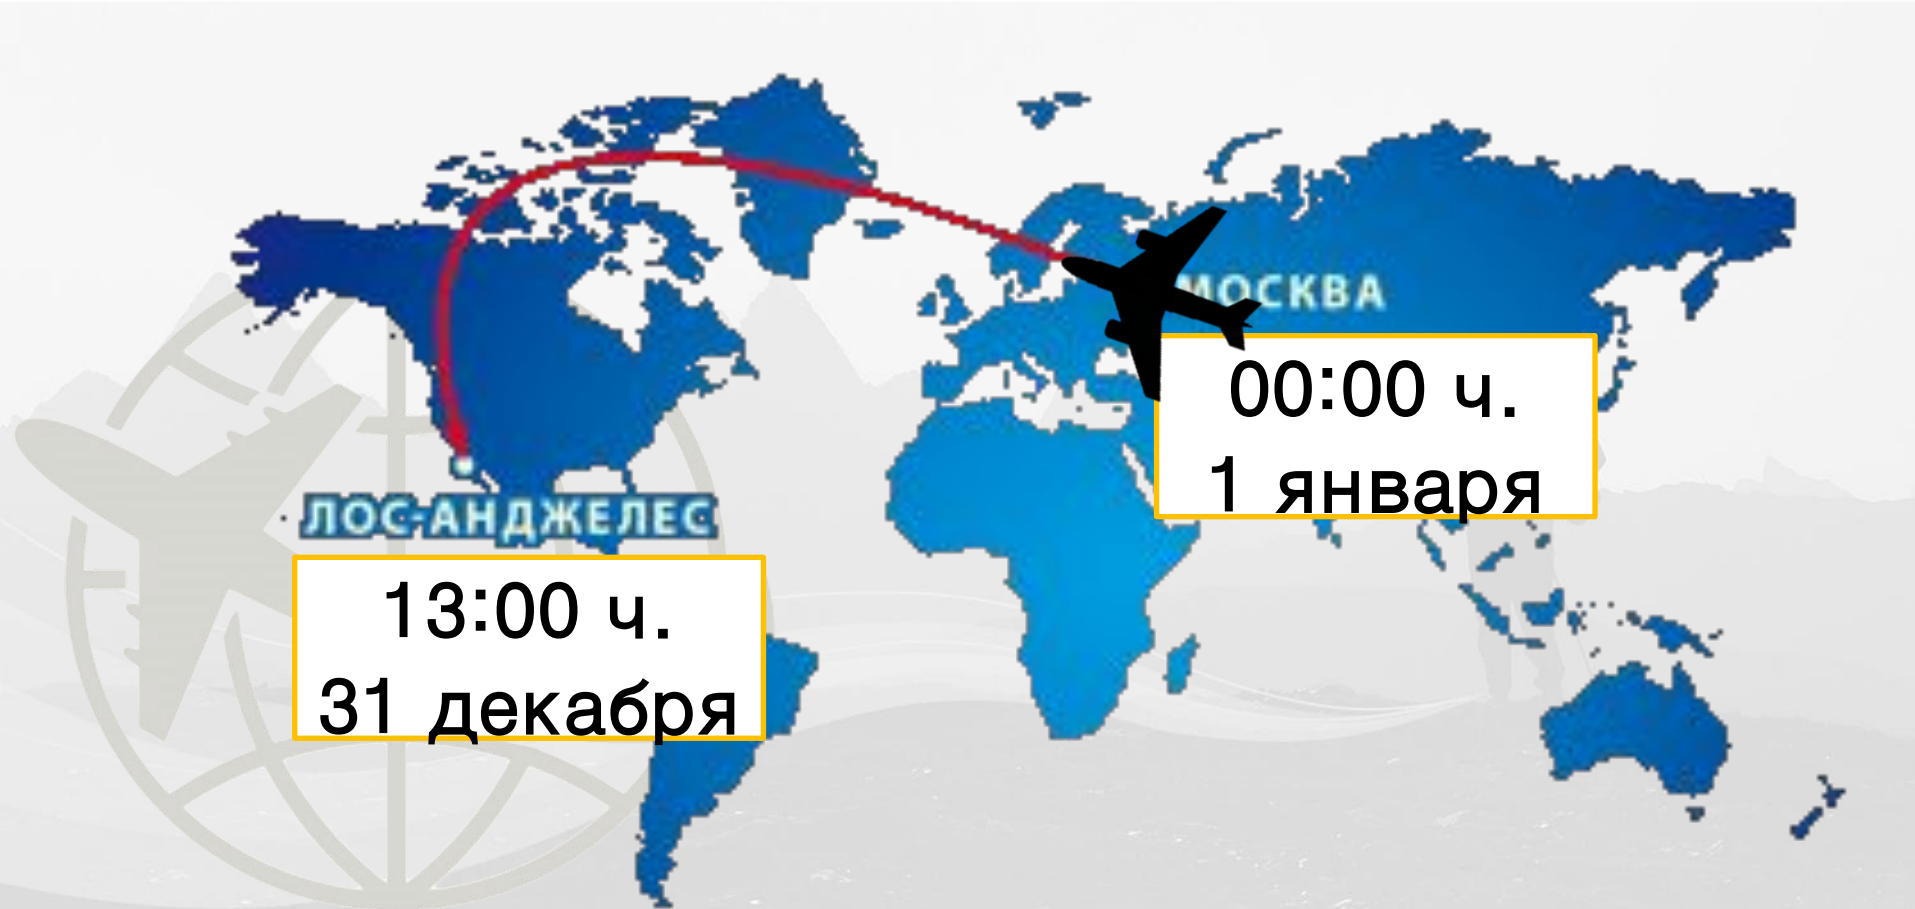 МОСКВА
00:00 ч.
1 января
ЛОС-АНДЖЕЛЕС
13:00 ч.
31 декабря